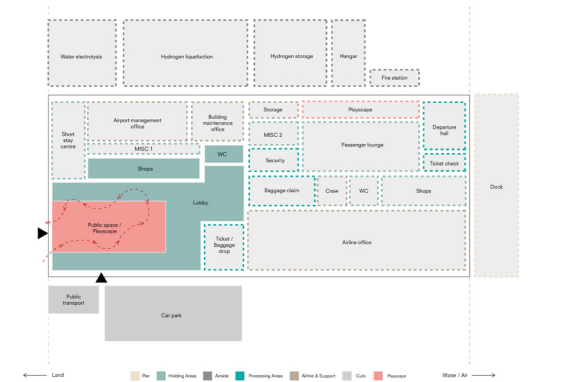 Water electrolysis
Hydrogen liquefaction
Hydrogen storage
Hangar
Fire station
Short
stay
centre
Airport management
office
Building
maintenance
office
Storage
Playscape
Departure
hall
MISC 1
MISC 2
Passenger lounge
WC
Shops
Security
Ticket check
Lobby
Baggage claim
Crew
WC
Shops
Dock
Public space /
Playscape
Ticket /
Baggage
drop
Airline office
Public
transport
Car park
Land
Pier
Holding Areas
Airside
Processing Areas
Airline & Support
Curb
Playscape
Water / Air